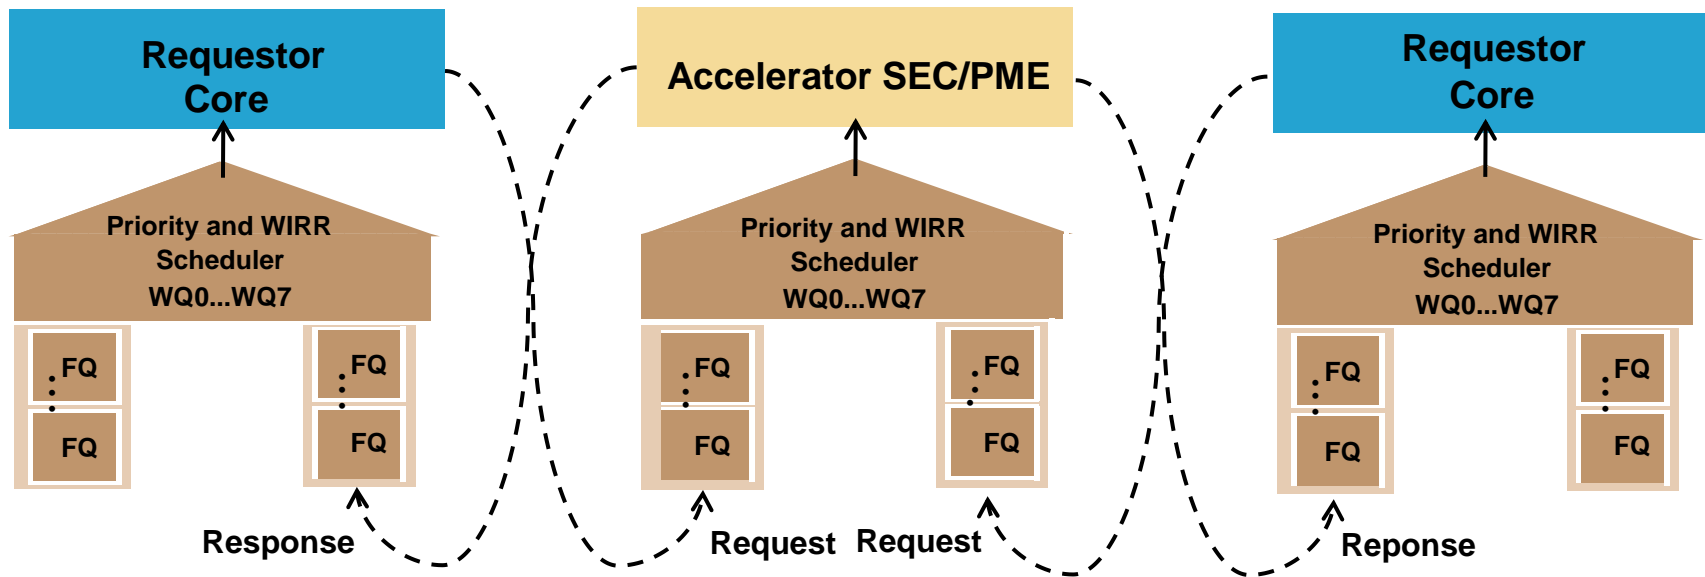 Requestor
Core
Accelerator SEC/PME
Requestor
Core
Priority and WIRR
Scheduler
WQ0...WQ7
Priority and WIRR
Scheduler
WQ0...WQ7
Priority and WIRR
Scheduler
WQ0...WQ7
FQ
FQ
FQ
FQ
FQ
FQ
FQ
FQ
FQ
FQ
FQ
FQ
Response
Request
Request
Reponse